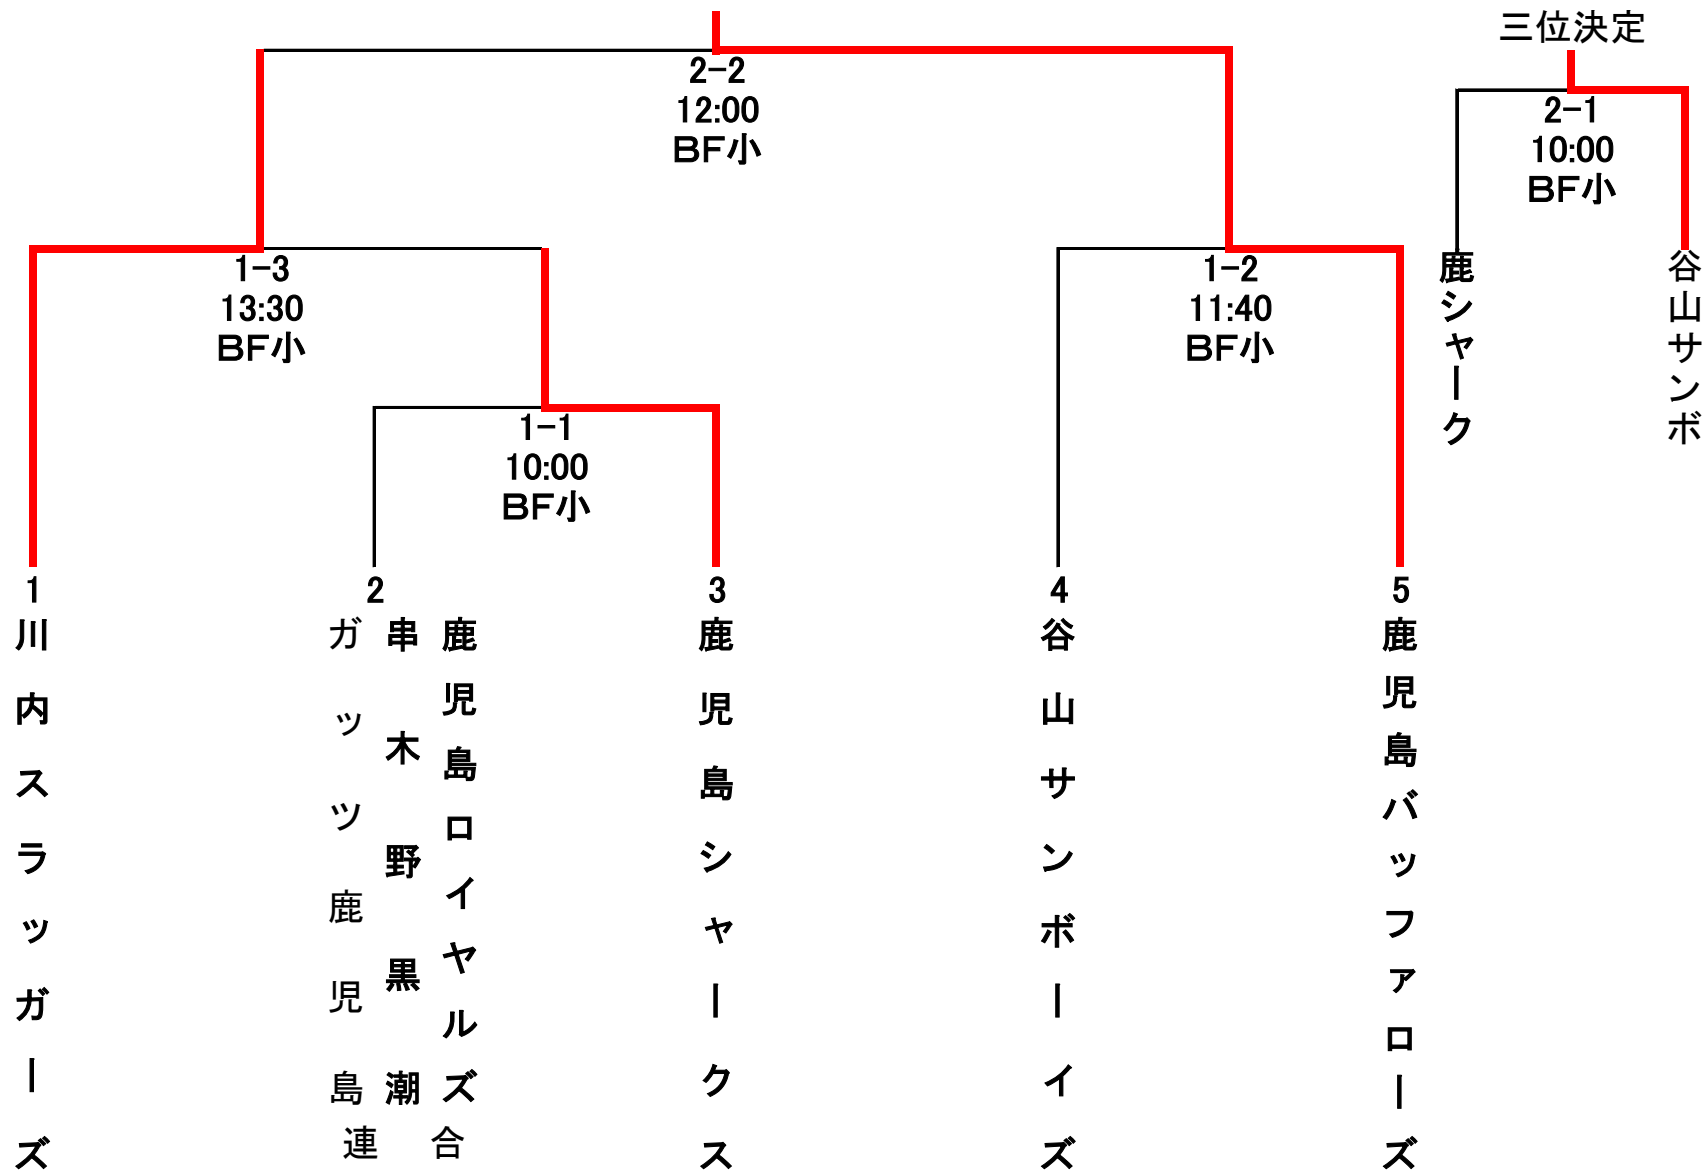 三位決定
2-2
12:00
BF小
2-1
10:00
BF小
鹿シャーク
谷山サンボ
1-3
13:30
BF小
1-2
11:40
BF小
1-1
10:00
BF小
1
川内スラッガーズ
2
鹿児島ロイヤルズ
串木野黒潮
ガッツ鹿児島
連合
3
鹿児島シャークス
4
谷山サンボーイズ
5
鹿児島バッファローズ